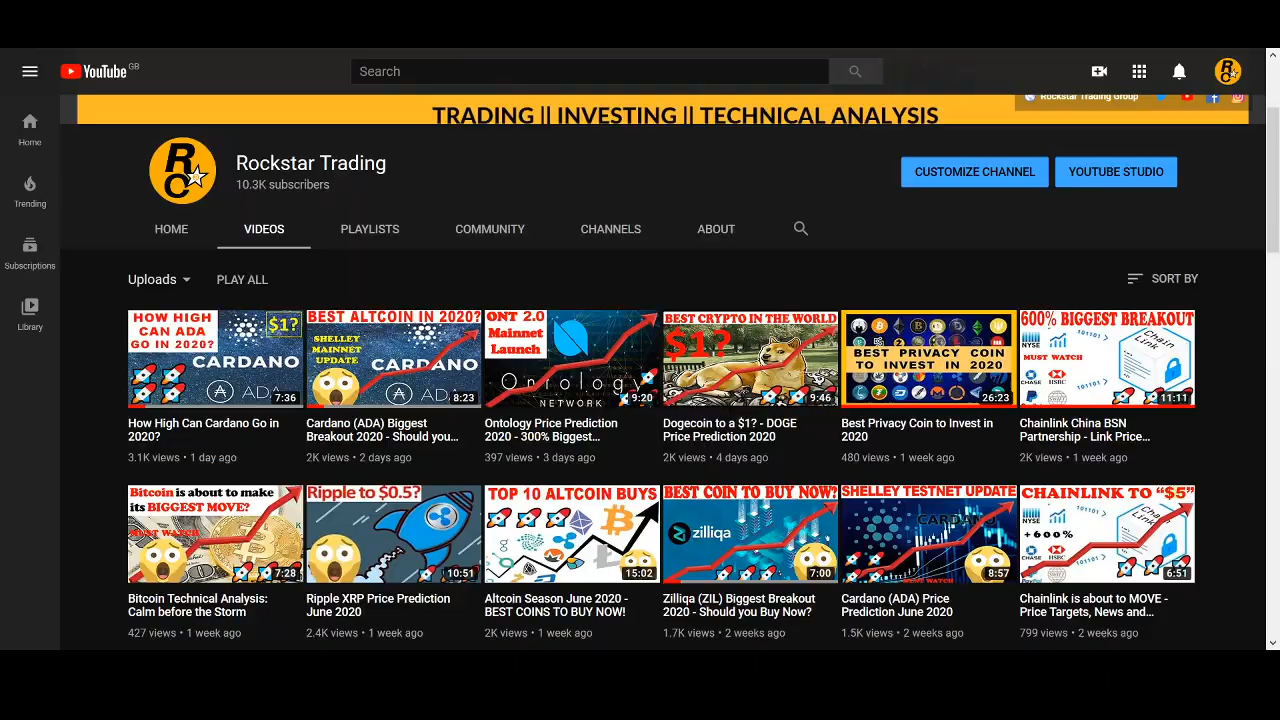 YouTube GB
Search
Home
Trending
Subscriptions
Library
Rockstar Trading Group
TRADING || INVESTING || TECHNICAL ANALYSIS
Rockstar Trading
10.3K subscribers
CUSTOMIZE CHANNEL
YOUTUBE STUDIO
HOME
VIDEOS
PLAYLISTS
COMMUNITY
CHANNELS
ABOUT
Uploads
PLAY ALL
SORT BY
HOW HIGH
CAN ADA
GO IN 2020?
$1?
CARDANO
ADA
7:36
How High Can Cardano Go in
2020?
3.1K views • 1 day ago
BEST ALTCOIN IN 2020?
SHELLEY
MAINNET
UPDATE
CARDANO
ADA
8:23
Cardano (ADA) Biggest
Breakout 2020 - Should you...
2K views • 2 days ago
ONT 2.0
Mainnet
Launch
Ontology
NETWORK
9:20
Ontology Price Prediction
2020 - 300% Biggest...
397 views • 3 days ago
BEST CRYPTO IN THE WORLD
$1?
9:46
Dogecoin to a $1? - DOGE
Price Prediction 2020
2K views • 4 days ago
BEST PRIVACY COIN
TO INVEST IN 2020
26:23
Best Privacy Coin to Invest in
2020
480 views • 1 week ago
600% BIGGEST BREAKOUT
NYSE
MUST WATCH
Chain
Link
CHASE
HSBC
101101
11:11
Chainlink China BSN
Partnership - Link Price...
2K views • 1 week ago
Bitcoin is about to make
its BIGGEST MOVE?
MUST WATCH
7:28
Bitcoin Technical Analysis:
Calm before the Storm
427 views • 1 week ago
Ripple to $0.5?
10:51
Ripple XRP Price Prediction
June 2020
2.4K views • 1 week ago
TOP 10 ALTCOIN BUYS
15:02
Altcoin Season June 2020 -
BEST COINS TO BUY NOW!
2K views • 1 week ago
BEST COIN TO BUY NOW?
zilliqa
7:00
Zilliqa (ZIL) Biggest Breakout
2020 - Should you Buy Now?
1.7K views • 2 weeks ago
SHELLEY TESTNET UPDATE
CARDANO
MUST WATCH
8:57
Cardano (ADA) Price
Prediction June 2020
1.5K views • 2 weeks ago
CHAINLINK TO “$5”
NYSE
+600%
Chain
Link
CHASE
HSBC
PayPal
101101
6:51
Chainlink is about to MOVE -
Price Targets, News and...
799 views • 2 weeks ago